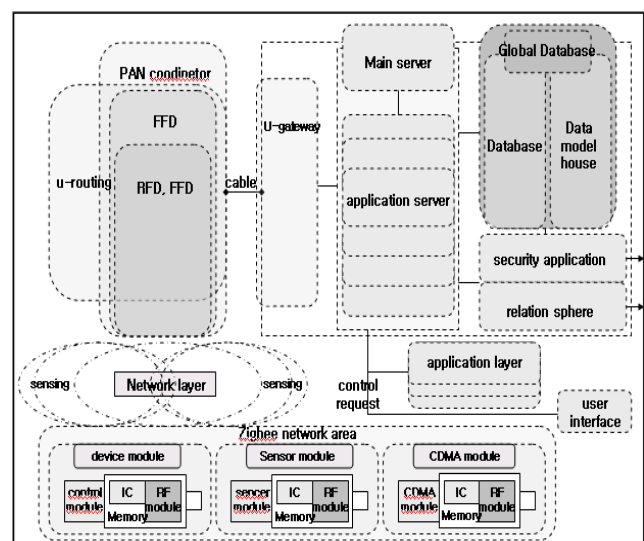 PAN coodinetor
FFD
u-routing
RFD, FFD
cable
U-gateway
Main server
application server
Global Database
Database
Data
model
house
security application
relation sphere
sensing
Network layer
sensing
control
request
application layer
user
interface
Zigbee network area
device module
control
module
IC
RF
module
Memory
Sensor module
sencer
module
IC
RF
module
Memory
CDMA module
CDMA
module
IC
RF
module
Memory